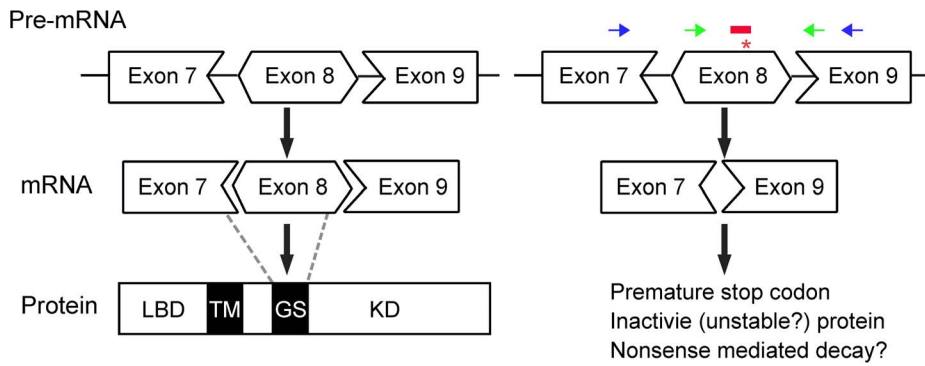 Pre-mRNA
Exon 7 Exon 8 Exon 9 Exon 7 * Exon 8 Exon 9
mRNA Exon 7 Exon 8 Exon 9 Exon 7 Exon 9
Protein LBD TM GS KD
Premature stop codon
Inactivie (unstable?) protein
Nonsense mediated decay?